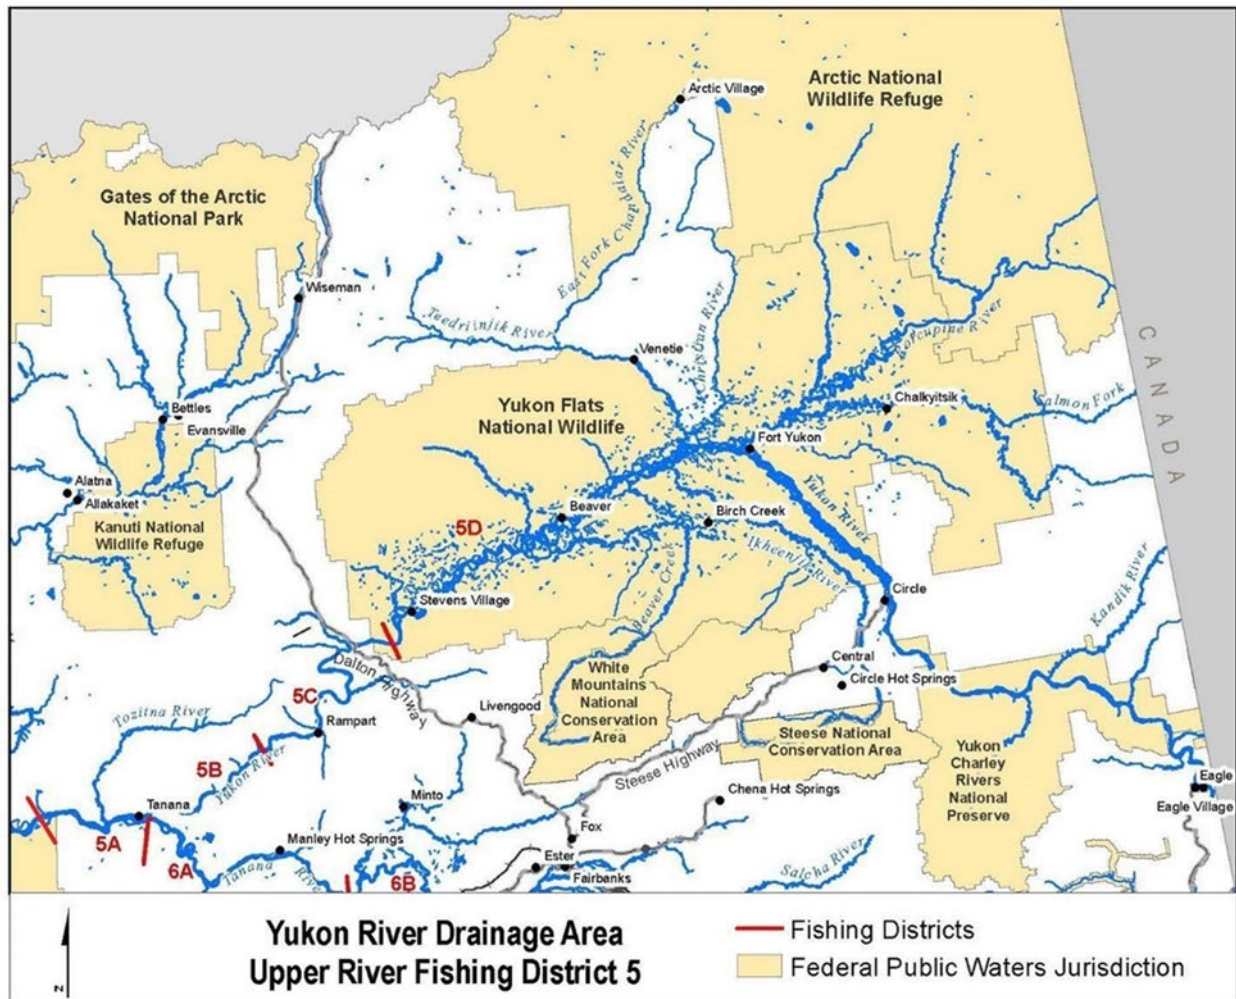 Arctic Village
Arctic National
Wildlife Refuge
Gates of the Arctic
National Park
East Fork Chandalar River
Wiseman
Teedriinjik River
Christian River
Porcupine River
CANADA
Venetie
Yukon Flats
National Wildlife
Chalkyitsik
Salmon Fork
Bettles
Evansville
Fort Yukon
Alatna
Allakaket
Kanuti National
Wildlife Refuge
5D
Beaver
Birch Creek
Yukon River
Ikheenjik River
Beaver Creek
Stevens Village
Circle
Kandik River
Dalton Highway
White
Mountains
National
Conservation
Area
Central
Circle Hot Springs
5C
Tozitna River
Rampart
Livengood
Steese National
Conservation Area
Steese Highway
Yukon
Charley
Rivers
National
Preserve
5B
Yukon River
Tanana
Minto
Chena Hot Springs
Eagle
Eagle Village
5A
6A
Manley Hot Springs
Fox
Tanana River
6B
Ester
Fairbanks
Salcha River
N
Yukon River Drainage Area
Upper River Fishing District 5
Fishing Districts
Federal Public Waters Jurisdiction